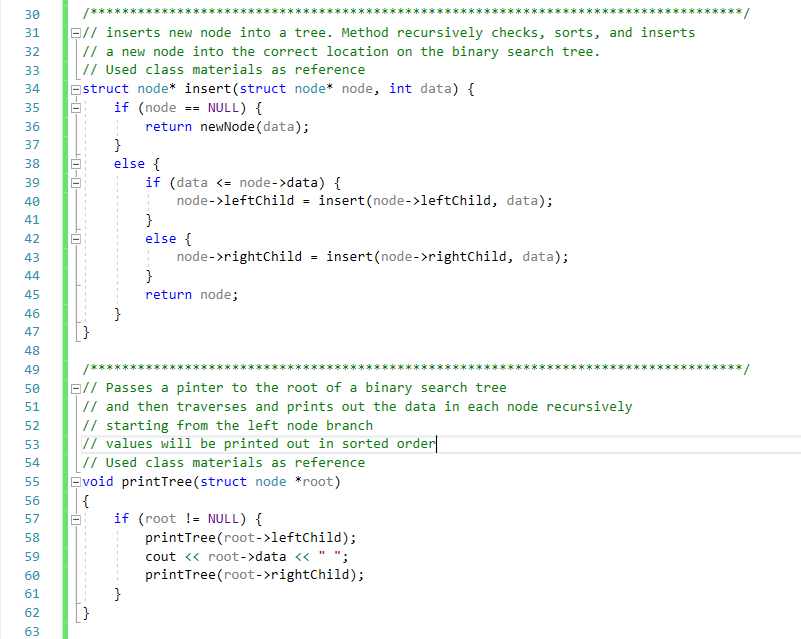 30 /***********************************************************************************/
31 // inserts new node into a tree. Method recursively checks, sorts, and inserts
32 // a new node into the correct location on the binary search tree.
33 // Used class materials as reference
34 struct node* insert(struct node* node, int data) {
35 if (node == NULL) {
36 return newNode(data);
37 }
38 else {
39 if (data <= node->data) {
40 node->leftChild = insert(node->leftChild, data);
41 }
42 else {
43 node->rightChild = insert(node->rightChild, data);
44 }
45 return node;
46 }
47 }
48
49 /***********************************************************************************/
50 // Passes a pinter to the root of a binary search tree
51 // and then traverses and prints out the data in each node recursively
52 // starting from the left node branch
53 // values will be printed out in sorted order
54 // Used class materials as reference
55 void printTree(struct node *root)
56 {
57 if (root != NULL) {
58 printTree(root->leftChild);
59 cout << root->data << " ";
60 printTree(root->rightChild);
61 }
62 }
63